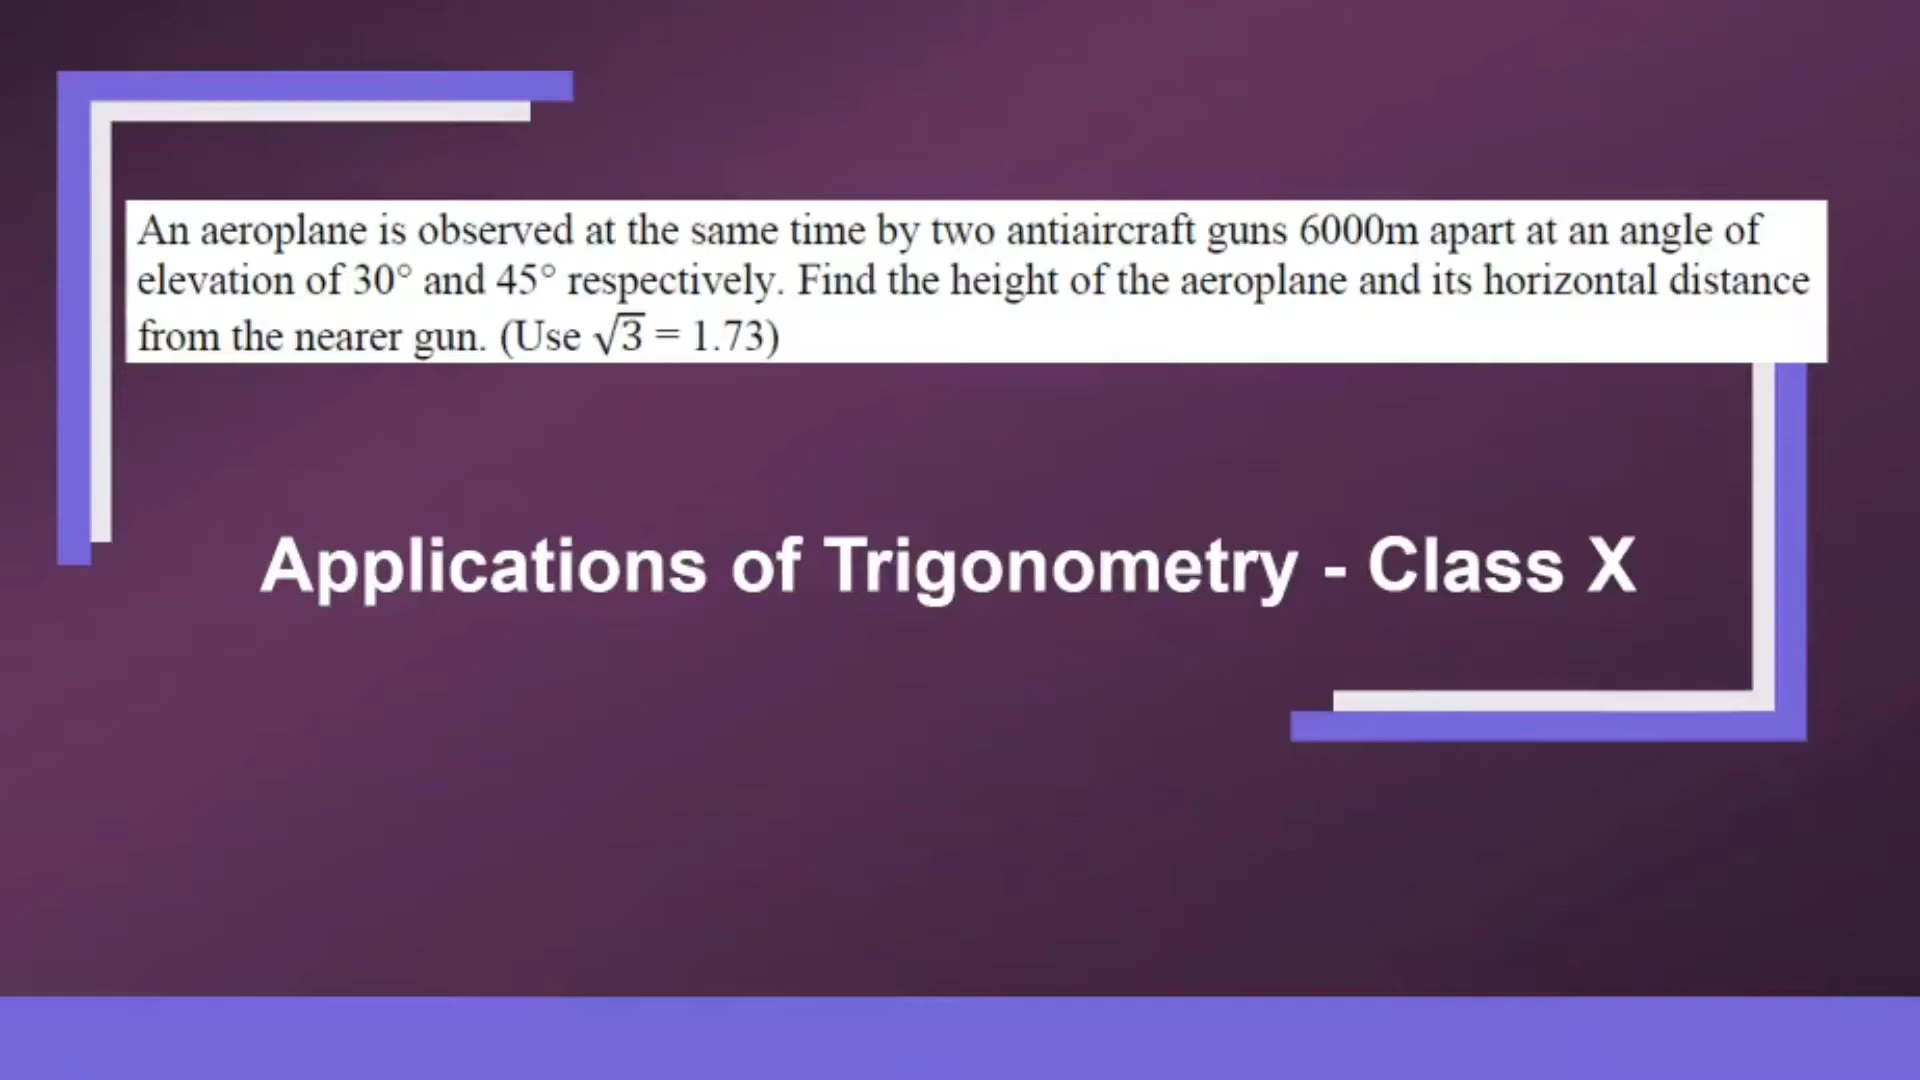 An aeroplane is observed at the same time by two antiaircraft guns 6000m apart at an angle of
elevation of 30° and 45° respectively. Find the height of the aeroplane and its horizontal distance
from the nearer gun. (Use √3 = 1.73)
Applications of Trigonometry - Class X